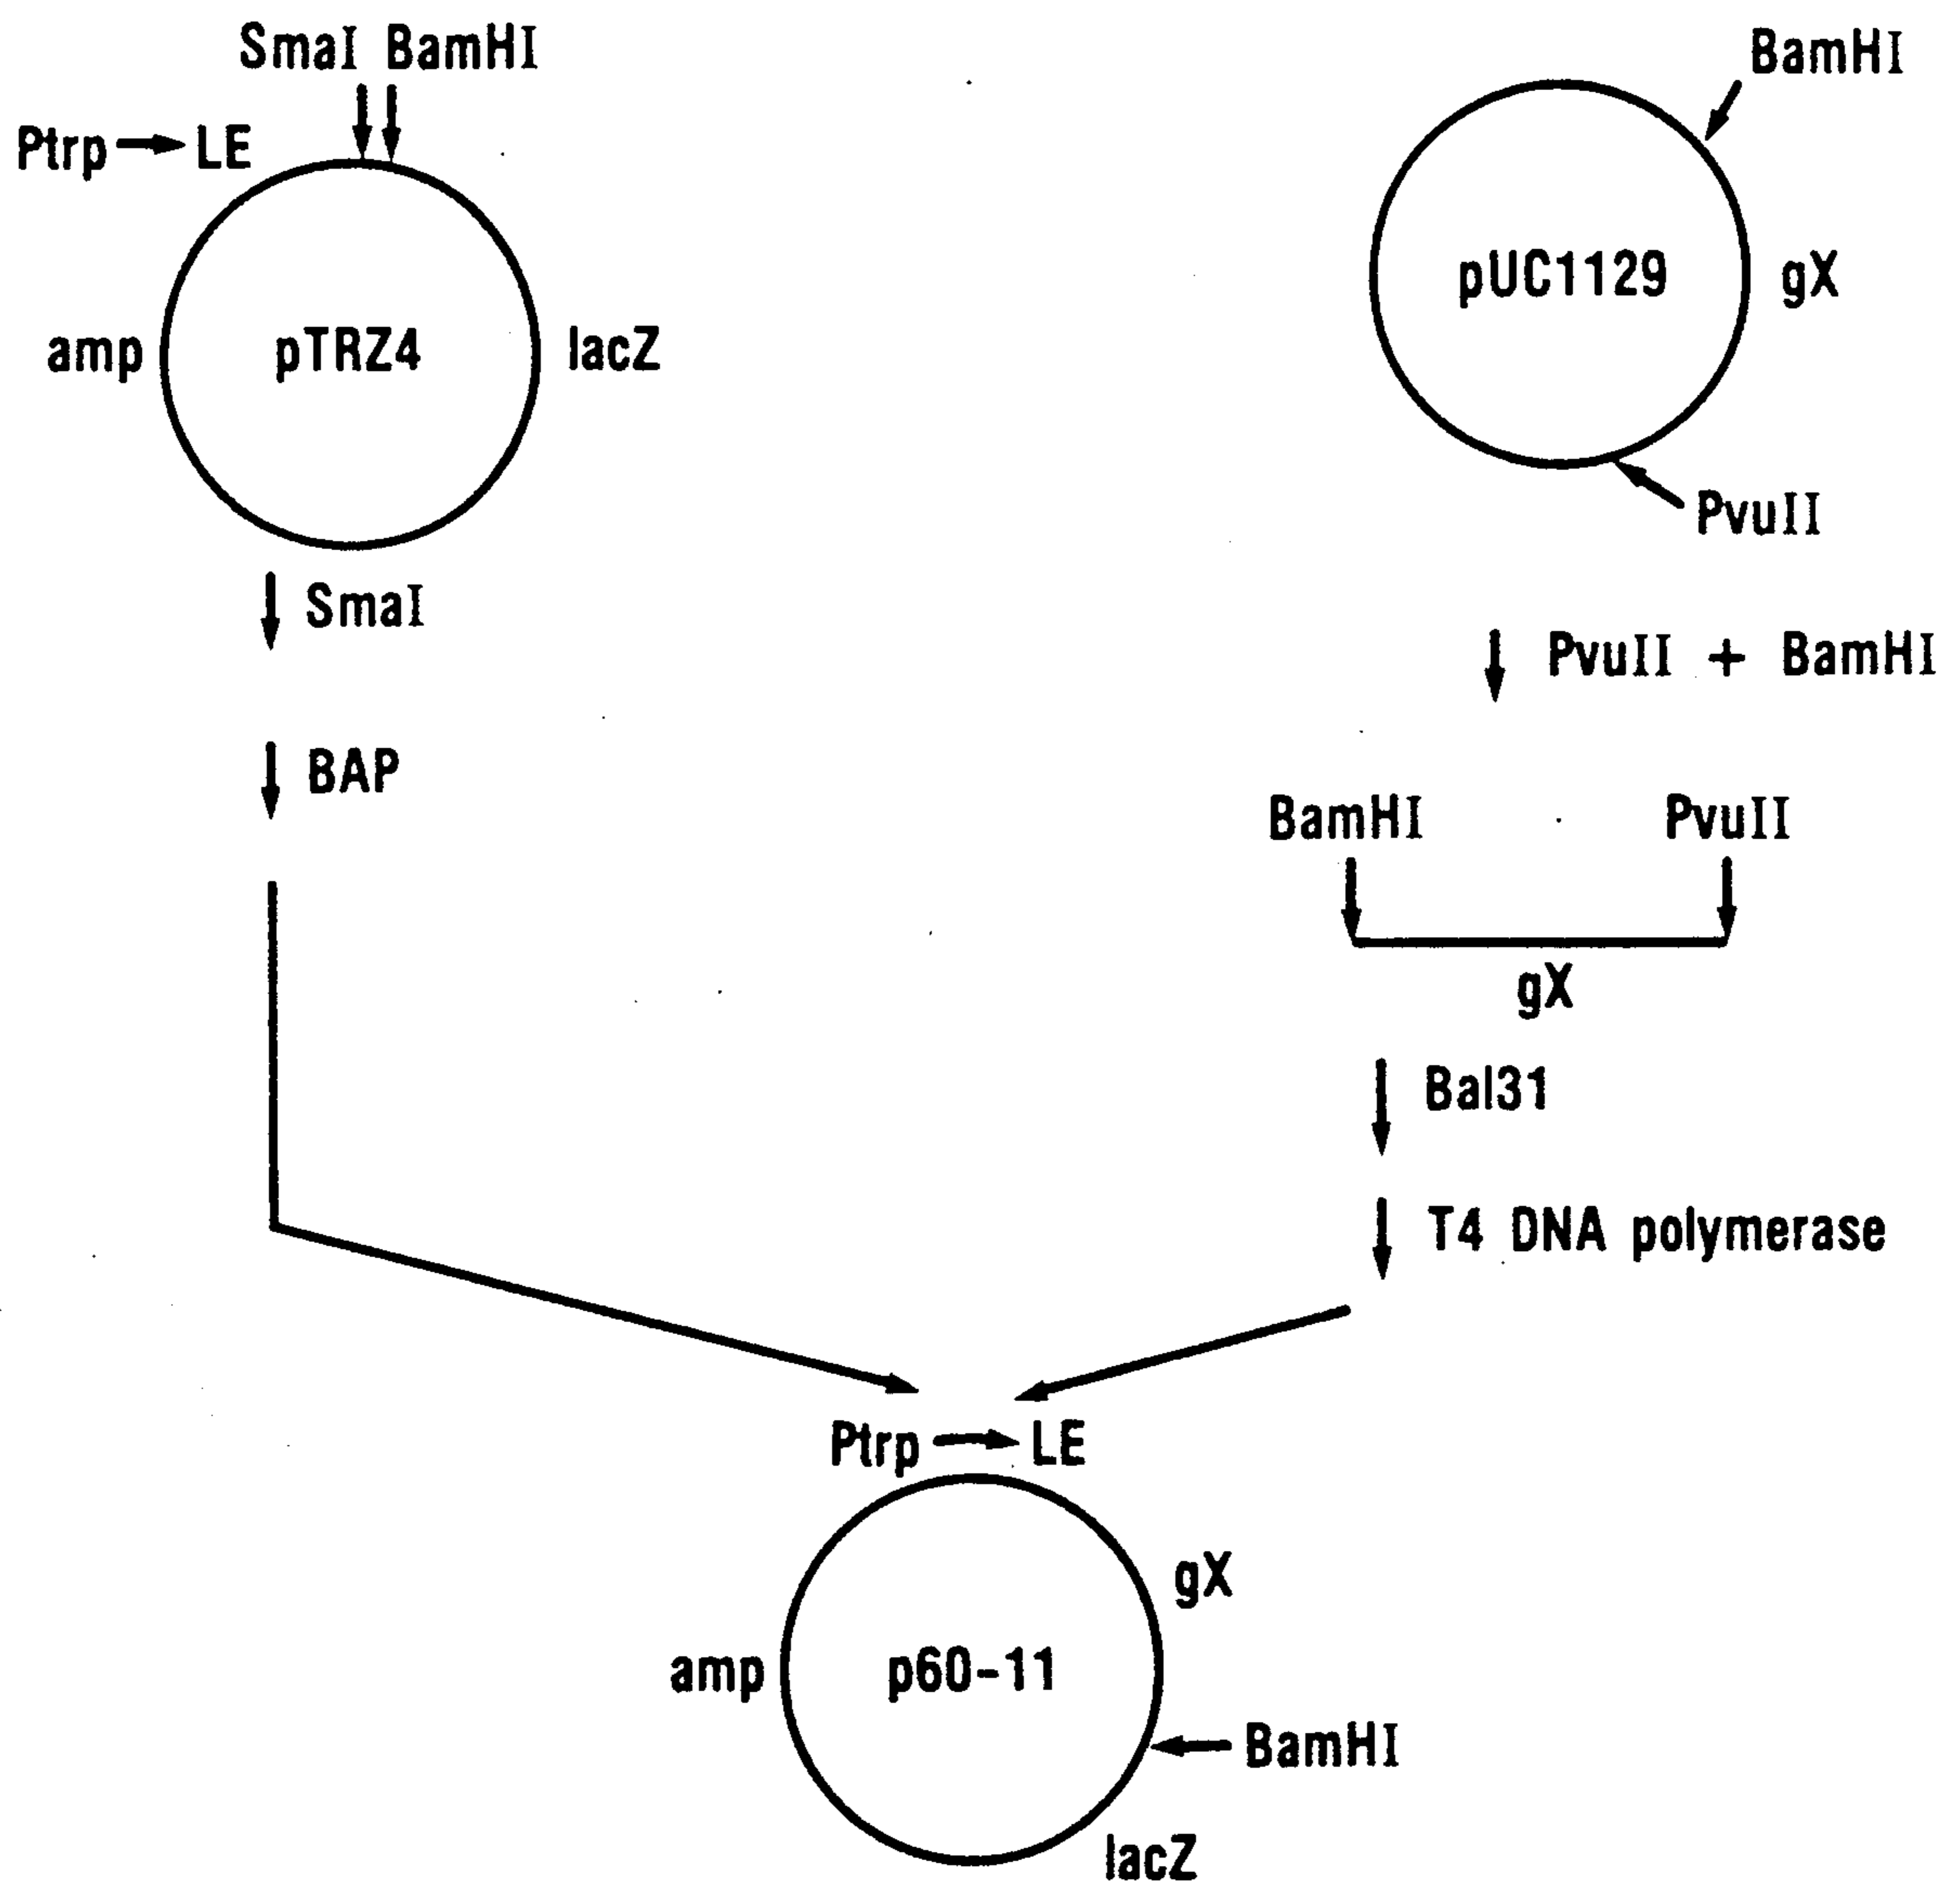 SmaI BamHI
Ptrp LE
amp
pTRZ4
lacZ
SmaI
BAP
BamHI
pUC1129
gX
PvuII
PvuII + BamHI
BamHI PvuII
gX
Bal31
T4 DNA polymerase
Ptrp LE
gX
amp
p60-11
BamHI
lacZ